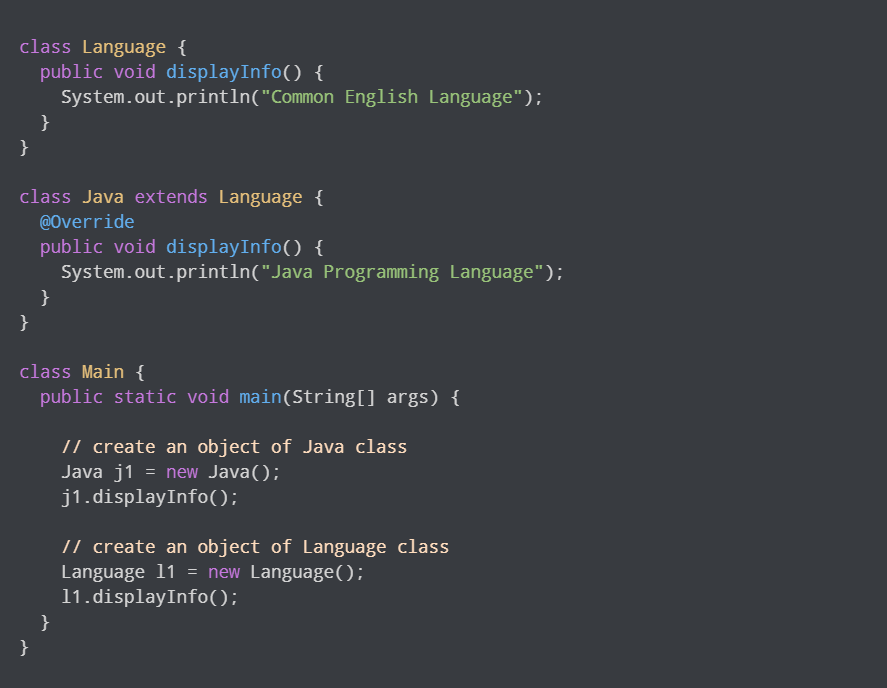 class Language {
  public void displayInfo() {
    System.out.println("Common English Language");
  }
}
class Java extends Language {
  @Override
  public void displayInfo() {
    System.out.println("Java Programming Language");
  }
}
class Main {
  public static void main(String[] args) {
    // create an object of Java class
    Java j1 = new Java();
    j1.displayInfo();
    // create an object of Language class
    Language l1 = new Language();
    l1.displayInfo();
  }
}